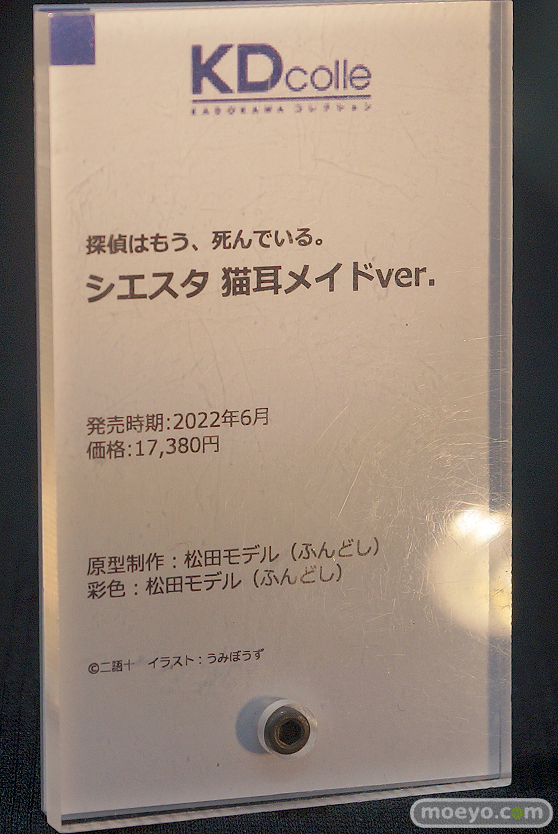 KDcolle
KADOKAWA コレクション
探偵はもう、死んでいる。
シエスタ 猫耳メイドver.
発売時期:2022年6月
価格:17,380円
原型制作：松田モデル（ふんどし）
彩色：松田モデル（ふんどし）
©二語十　イラスト：うみぼうず
moeyo.com